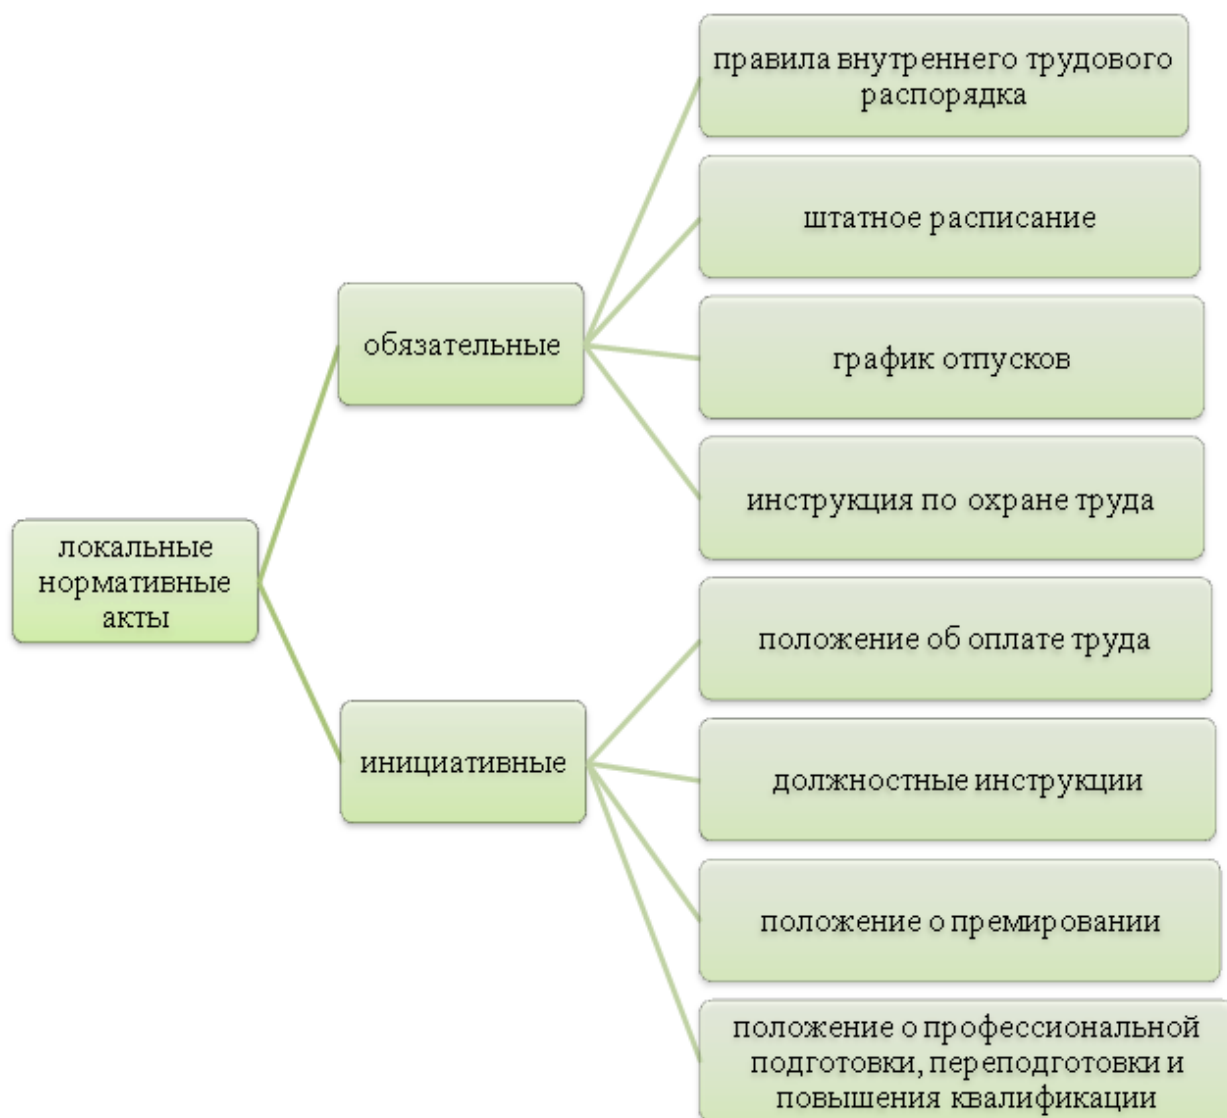 правила внутреннего трудового
распорядка
штатное расписание
обязательные
график отпусков
инструкция по охране труда
локальные
нормативные
акты
положение об оплате труда
инициативные
должностные инструкции
положение о премировании
положение о профессиональной
подготовки, переподготовки и
повышения квалификации